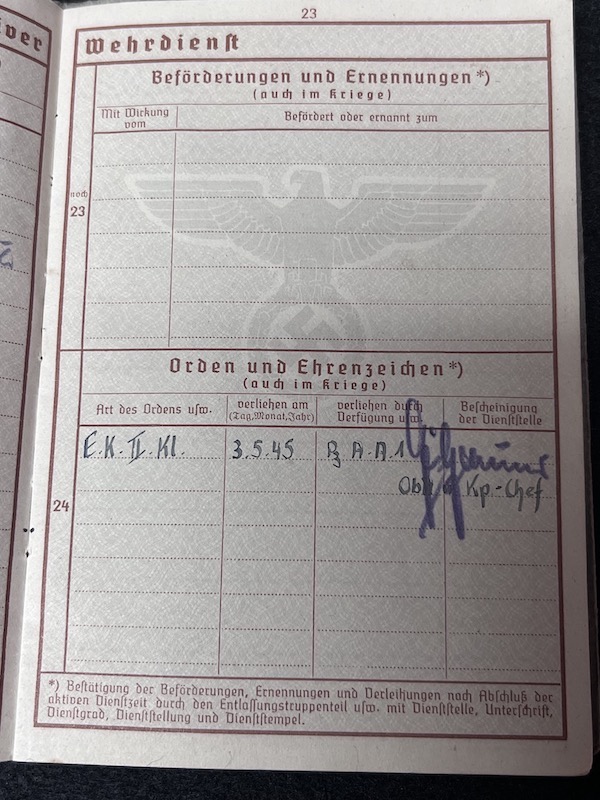 23
Wehrdienst
Beförderungen und Ernennungen*)
(auch im Kriege)
Mit Wirkung vom
Befördert oder ernannt zum
noch
23
Orden und Ehrenzeichen*)
(auch im Kriege)
Art des Ordens usw.
verliehen am
(Tag, Monat, Jahr)
verliehen durch
Verfügung usw.
Bescheinigung
der Dienststelle
E.K. II. Kl.
3.5.45
Kp.-Chef
24
*) Bestätigung der Beförderungen, Ernennungen und Verleihungen nach Abschluß der
aktiven Dienstzeit durch den Entlassungstruppenteil usw. mit Dienststelle, Unterschrift,
Dienstgrad, Dienststellung und Dienststempel.